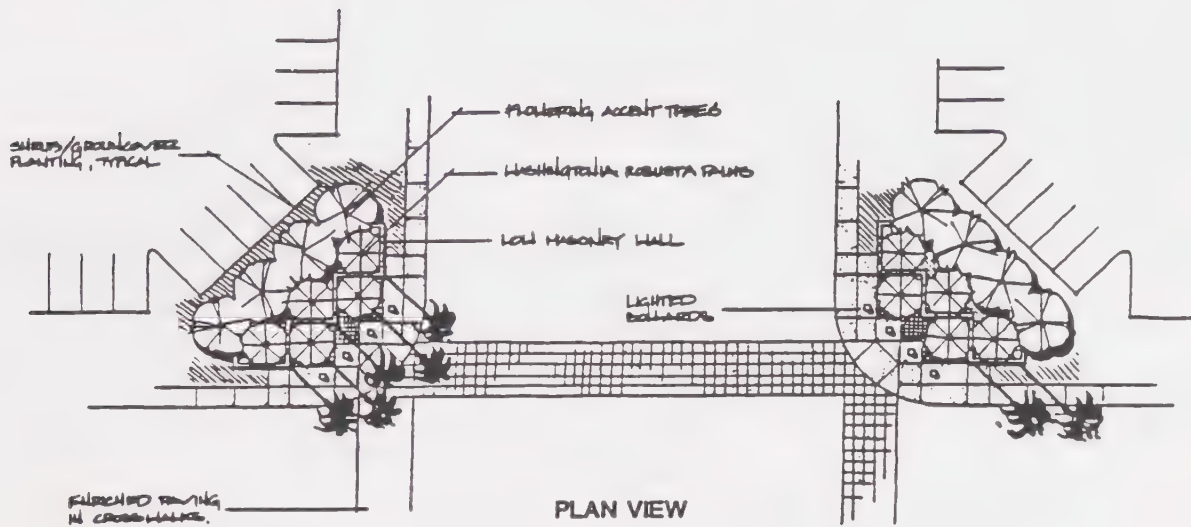 FLOWERING ACCENT TREES
SHRUB/GROUNDCOVER
PLANTING, TYPICAL
WASHINGTONIA ROBUSTA PALMS
LOW MASONRY WALL
LIGHTED
BOLLARDS
ENRICHED PAVING
IN CROSSWALKS.
PLAN VIEW